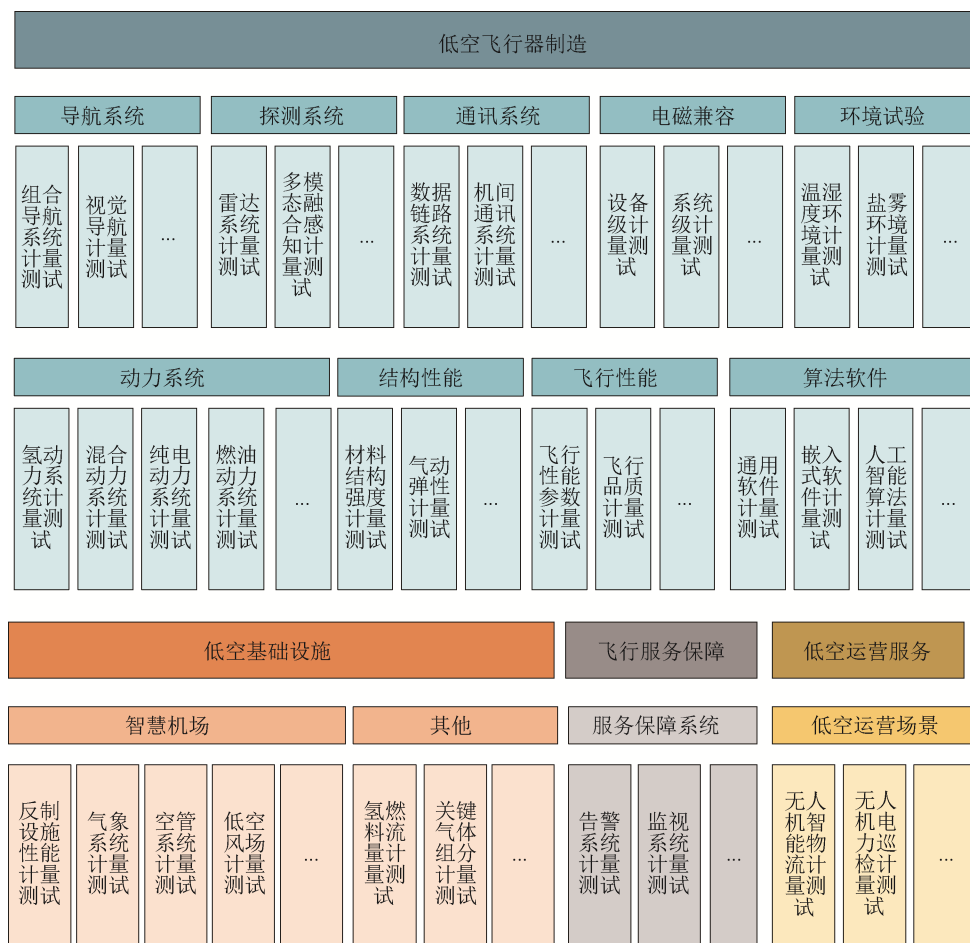 低空飞行器制造
导航系统
组合
导航
系统
计量
测试
视觉
导航
计量
测试
...
探测系统
雷达
系统
计量
测试
多模
态融
合感
知计
量测
试
...
通讯系统
数据
链路
系统
计量
测试
机间
通讯
系统
计量
测试
...
电磁兼容
设备
级计
量测
试
系统
级计
量测
试
...
环境试验
温湿
度环
境计
量测
试
盐雾
环境
计量
测试
...
动力系统
氢动
力系
统计
量测
试
混合
动力
系统
计量
测试
纯电
动力
系统
计量
测试
燃油
动力
系统
计量
测试
...
结构性能
材料
结构
强度
计量
测试
气动
弹性
计量
测试
...
飞行性能
飞行
性能
参数
计量
测试
飞行
品质
计量
测试
...
算法软件
通用
软件
计量
测试
嵌入
式软
件计
量测
试
人工
智能
算法
计量
测试
...
低空基础设施
智慧机场
反制
设施
性能
计量
测试
气象
系统
计量
测试
空管
系统
计量
测试
低空
风场
计量
测试
...
其他
氢燃
料流
量计
量测
试
关键
气体
组分
计量
测试
...
飞行服务保障
服务保障系统
告警
系统
计量
测试
监视
系统
计量
测试
...
低空运营服务
低空运营场景
无人
机智
能物
流计
量测
试
无人
机电
力巡
检计
量测
试
...